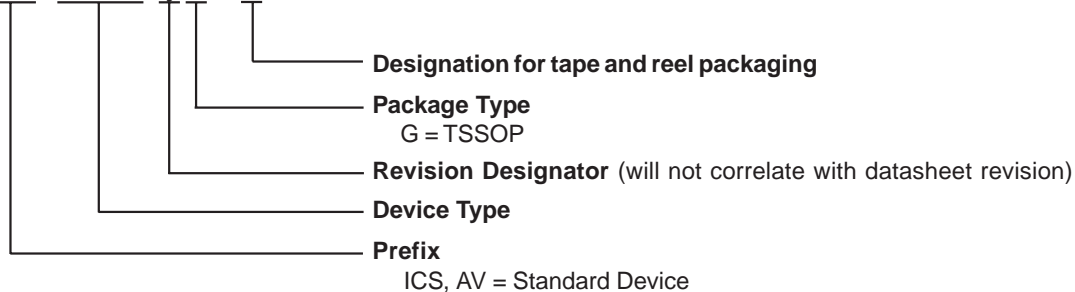 Designation for tape and reel packaging
Package Type
G = TSSOP
Revision Designator (will not correlate with datasheet revision)
Device Type
Prefix
ICS, AV = Standard Device